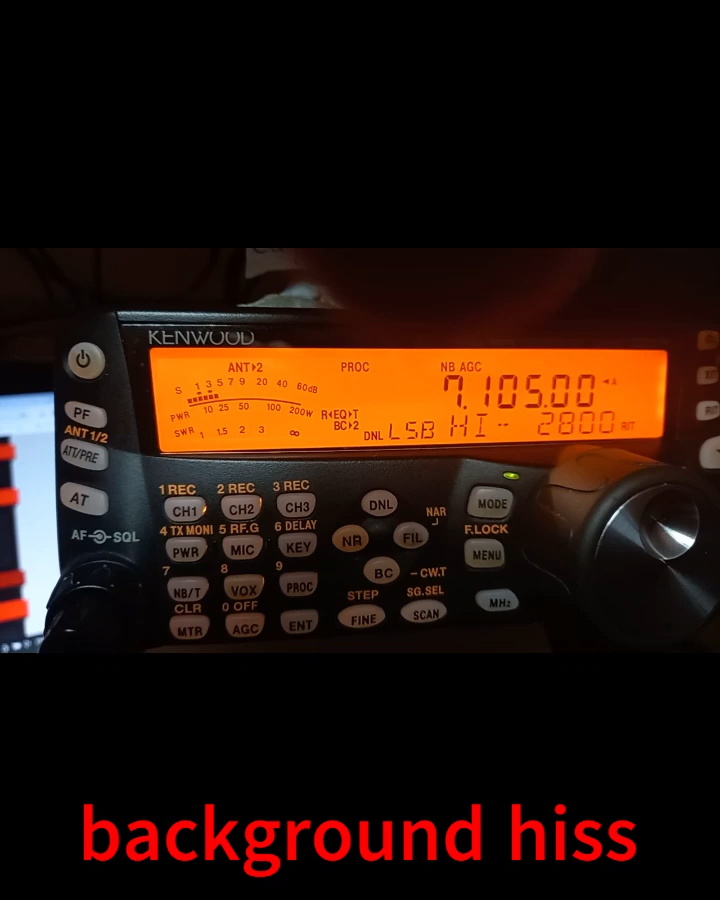 KENWOOD
ANT▸2 PROC NB AGC
S 1 3 5 7 9 20 40 60dB
7.105.00 ◂A
PWR 10 25 50 100 200W R◂EQ▸T
BC▸2
SWR 1 1.5 2 3 ∞
DNL LSB HI- 2800 RIT
PF
ANT 1/2
ATT/PRE
AT
AF SQL
1 REC 2 REC 3 REC
CH1 CH2 CH3 DNL MODE
4 TX MONI 5 RF.G 6 DELAY NAR
PWR MIC KEY NR FIL F.LOCK
MENU
7 8 9 BC -CW.T
NB/T VOX PROC STEP SG.SEL MHz
CLR 0 OFF
MTR AGC ENT FINE SCAN
background hiss